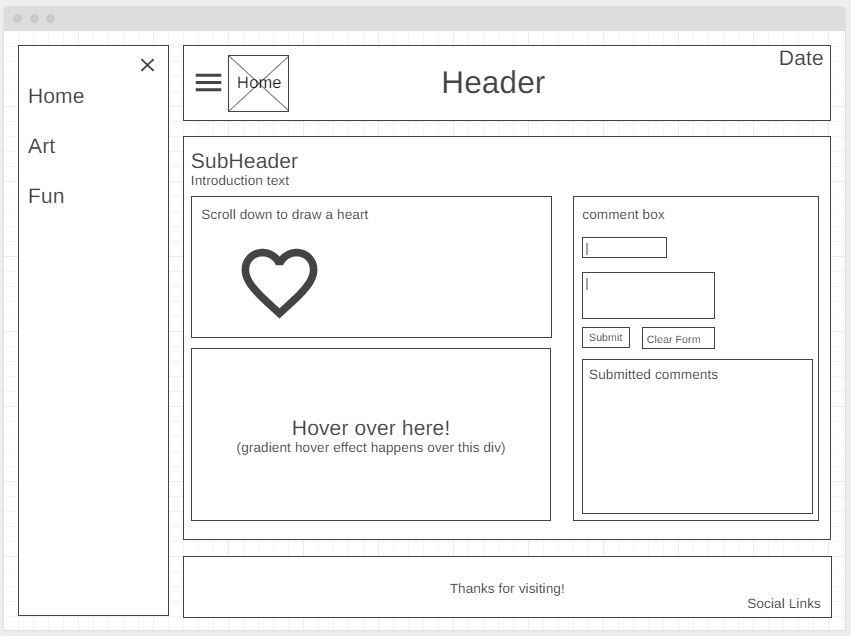 Home
Art
Fun
Home
Header
Date
SubHeader
Introduction text
Scroll down to draw a heart
Hover over here!
(gradient hover effect happens over this div)
comment box
Submit
Clear Form
Submitted comments
Thanks for visiting!
Social Links